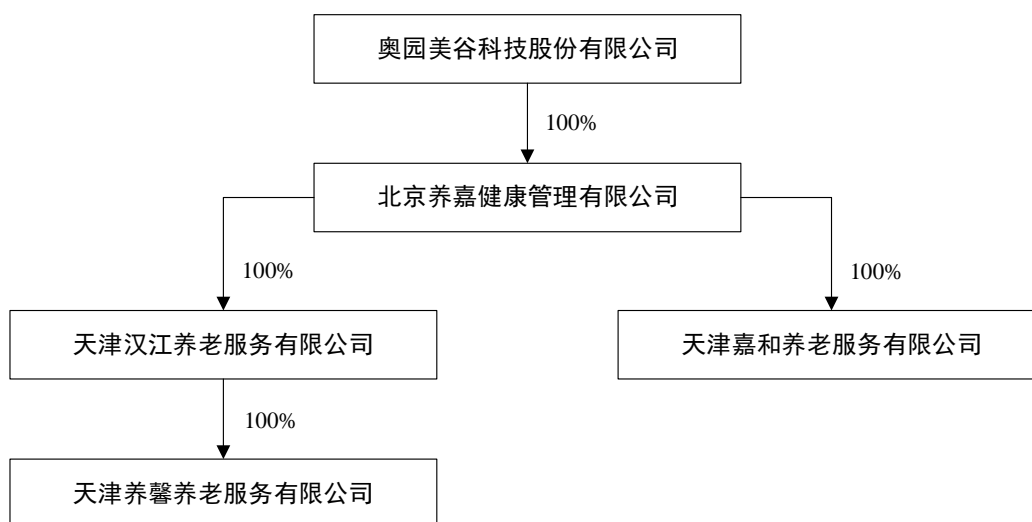 奥园美谷科技股份有限公司
100%
北京养嘉健康管理有限公司
100%
100%
天津汉江养老服务有限公司
天津嘉和养老服务有限公司
100%
天津养馨养老服务有限公司